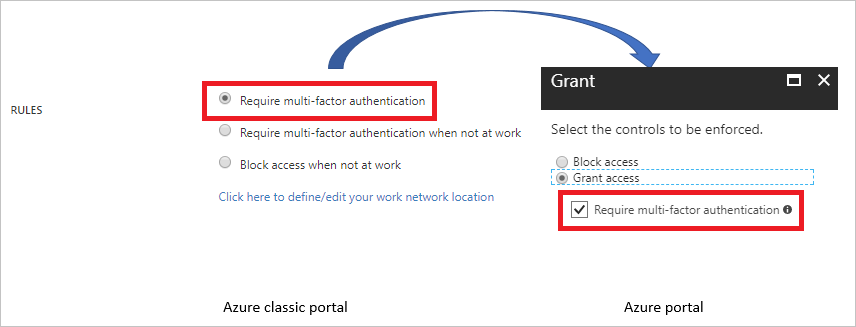 RULES
Require multi-factor authentication
Require multi-factor authentication when not at work
Block access when not at work
Click here to define/edit your work network location
Azure classic portal
Grant
Select the controls to be enforced.
Block access
Grant access
Require multi-factor authentication
Azure portal